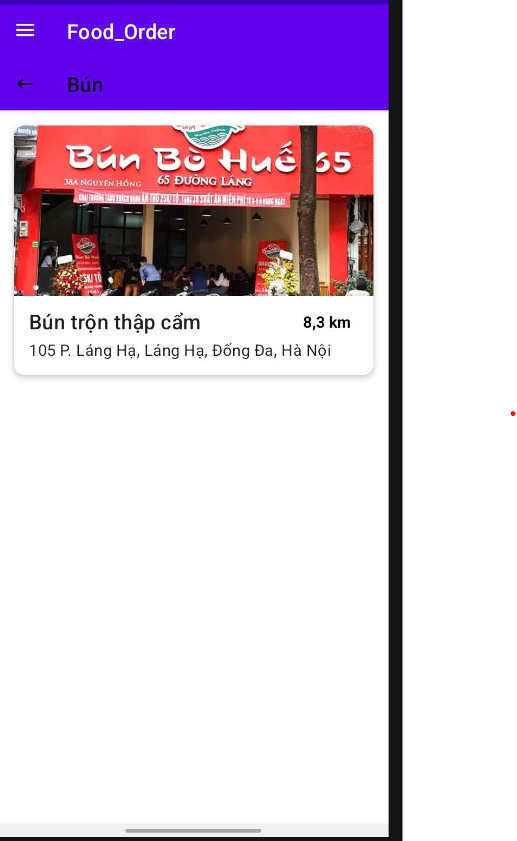 Food_Order
Bún
Bún Bò Huế 65
38A NGUYÊN HỒNG 65 ĐƯỜNG LÁNG
Bún trộn thập cẩm
8,3 km
105 P. Láng Hạ, Láng Hạ, Đống Đa, Hà Nội